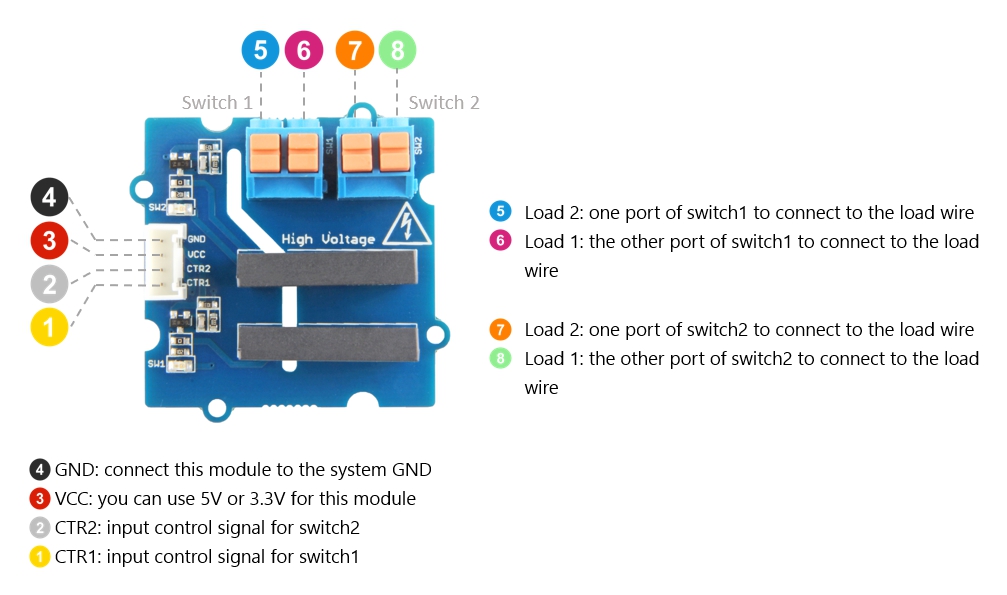 5 6 7 8
Switch 1 Switch 2
SW1 SW2
4
3
2
1
SW2
GND
VCC
CTR2
CTR1
High Voltage
SW1
5 Load 2: one port of switch1 to connect to the load wire
6 Load 1: the other port of switch1 to connect to the load
wire
7 Load 2: one port of switch2 to connect to the load wire
8 Load 1: the other port of switch2 to connect to the load
wire
4 GND: connect this module to the system GND
3 VCC: you can use 5V or 3.3V for this module
2 CTR2: input control signal for switch2
1 CTR1: input control signal for switch1